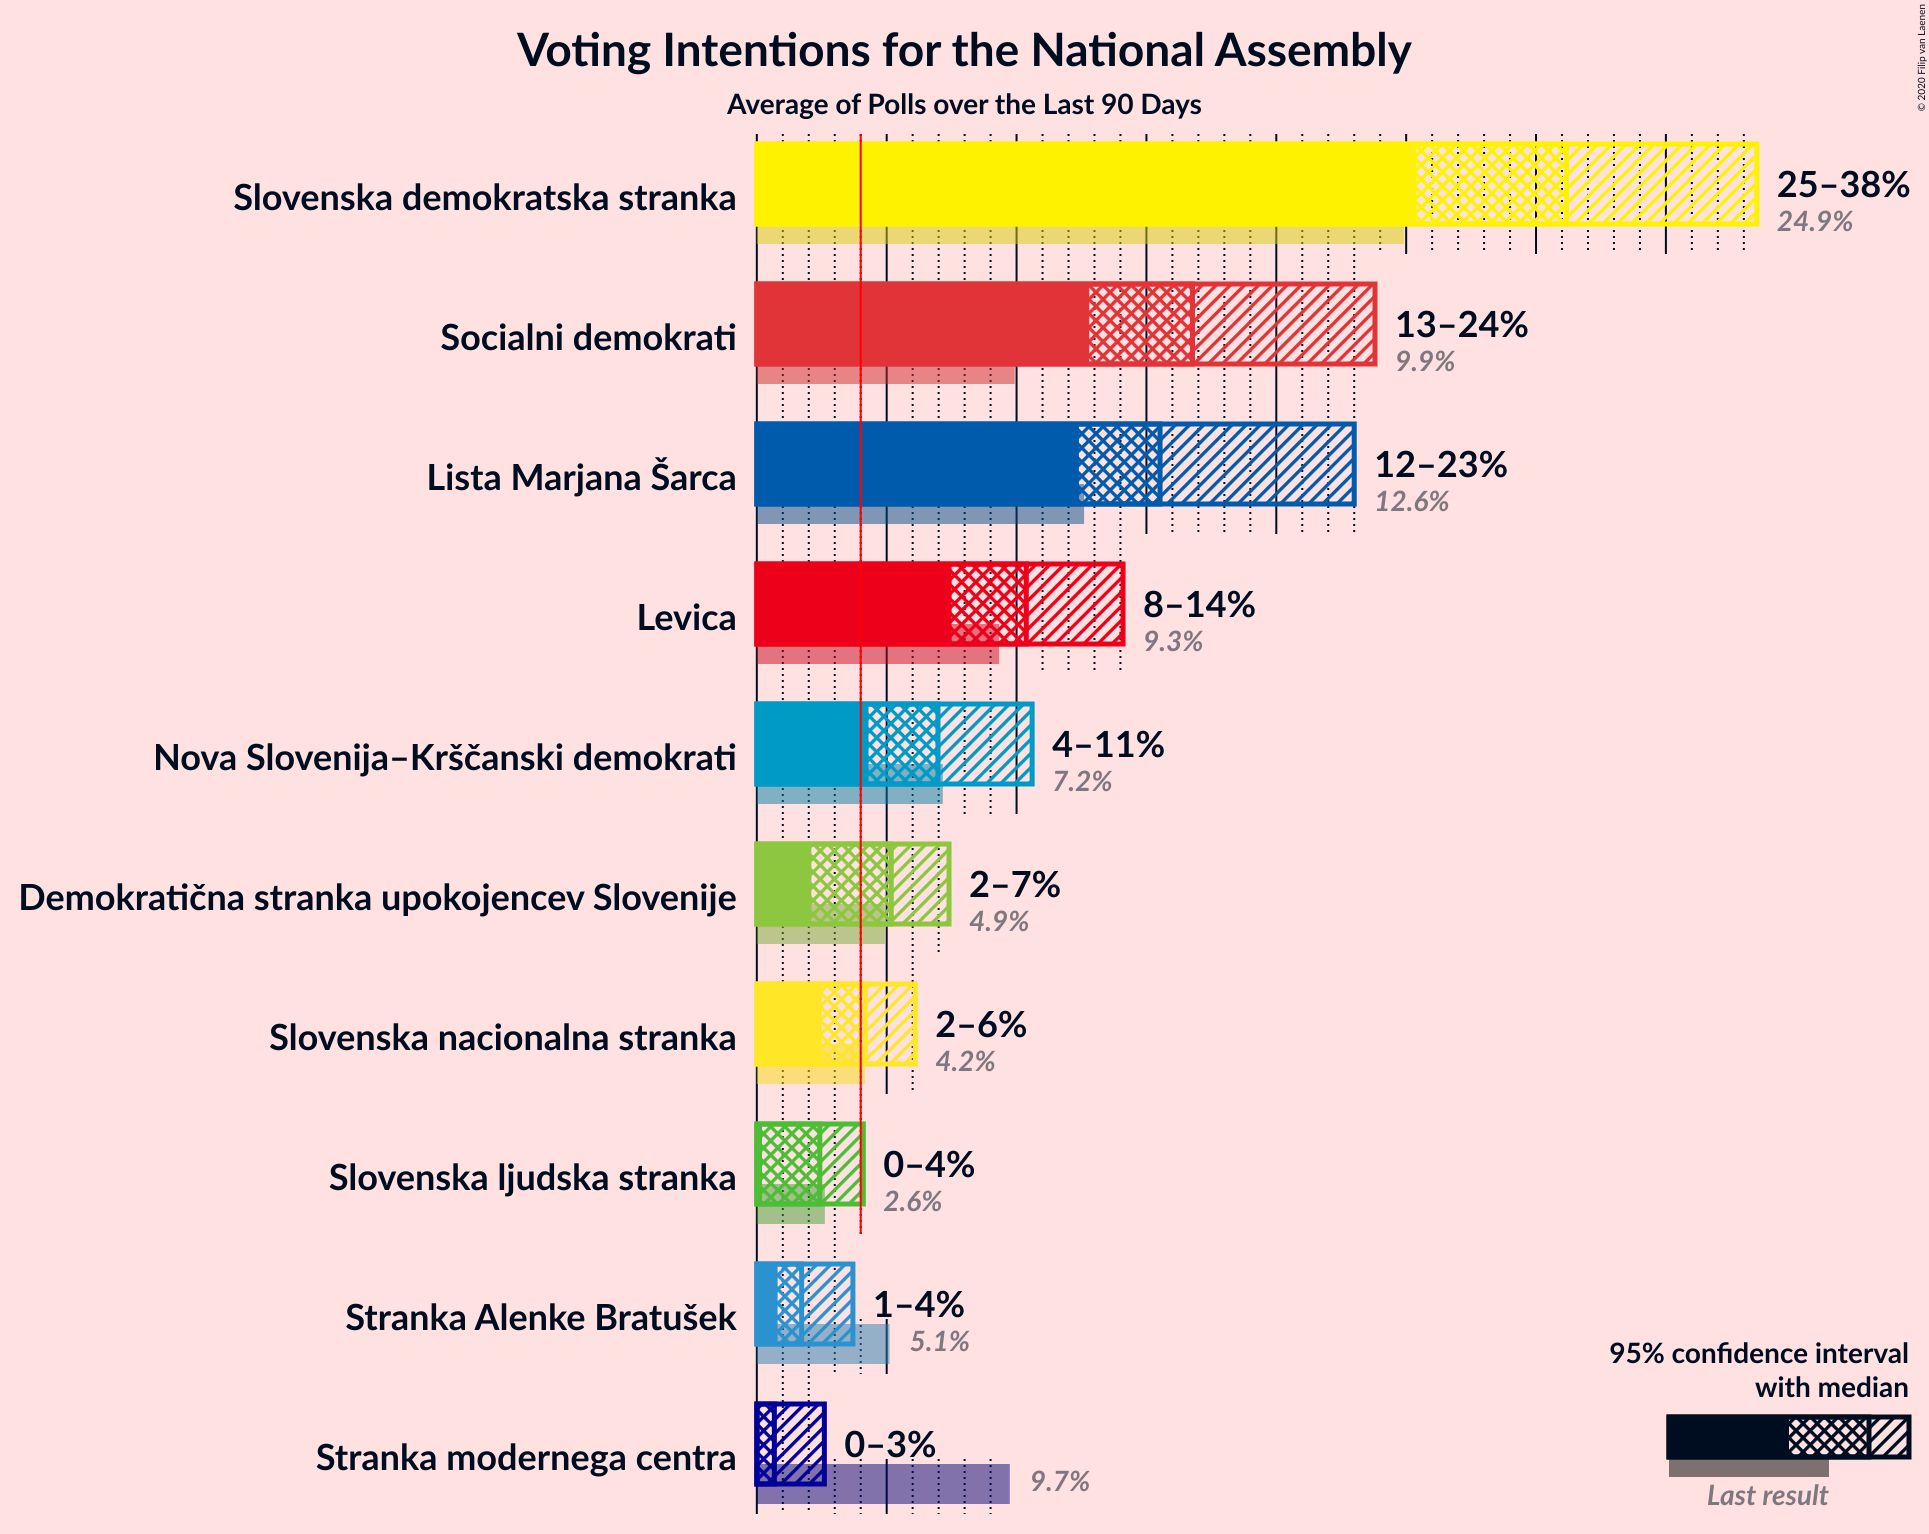 © 2020 Filip van Laenen
Voting Intentions for the National Assembly
Average of Polls over the Last 90 Days
Slovenska demokratska stranka
25–38%
24.9%
Socialni demokrati
13–24%
9.9%
Lista Marjana Šarca
12–23%
12.6%
Levica
8–14%
9.3%
Nova Slovenija–Krščanski demokrati
4–11%
7.2%
Demokratična stranka upokojencev Slovenije
2–7%
4.9%
Slovenska nacionalna stranka
2–6%
4.2%
Slovenska ljudska stranka
0–4%
2.6%
Stranka Alenke Bratušek
1–4%
5.1%
Stranka modernega centra
0–3%
9.7%
95% confidence interval
with median
Last result